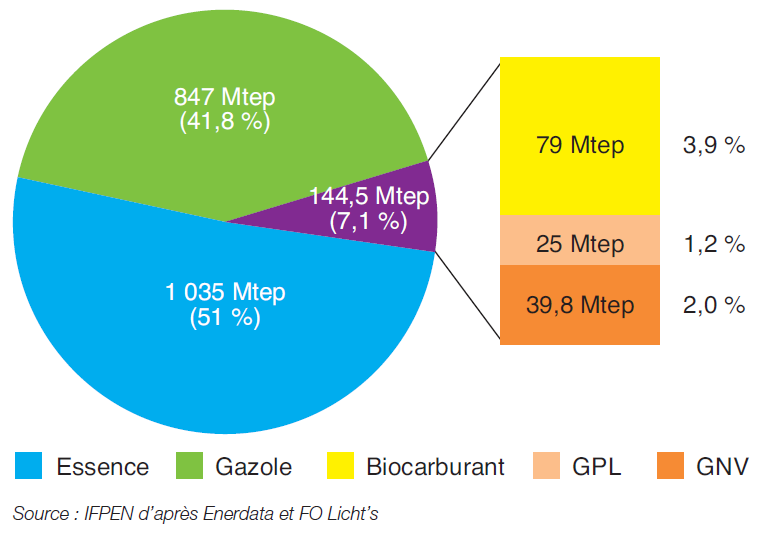 847 Mtep
(41,8 %)
144,5 Mtep
(7,1 %)
1 035 Mtep
(51 %)
79 Mtep 3,9 %
25 Mtep 1,2 %
39,8 Mtep 2,0 %
Essence Gazole Biocarburant GPL GNV
Source : IFPEN d’après Enerdata et FO Licht’s